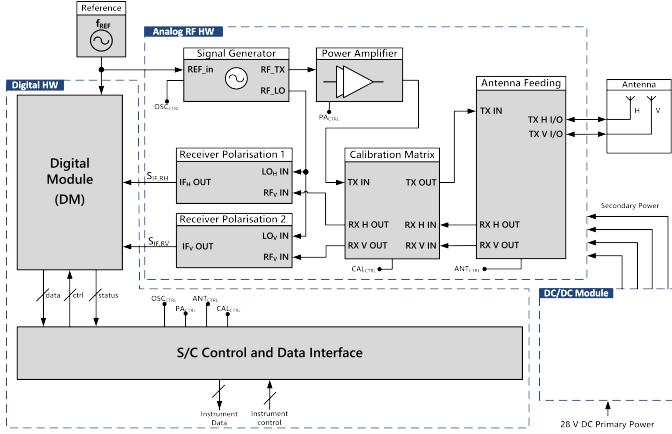 Reference
fREF
Analog RF HW
Signal Generator
REF_in
RF_TX
RF_LO
OSCCTRL
Power Amplifier
PACTRL
Antenna Feeding
TX IN
TX H I/O
TX V I/O
RX H OUT
RX V OUT
ANTCTRL
Antenna
H
V
Digital HW
Digital
Module
(DM)
SIF,RH
SIF,RV
Receiver Polarisation 1
LOH IN
IFH OUT
RFV IN
Receiver Polarisation 2
LOV IN
IFV OUT
RFV IN
Calibration Matrix
TX IN
TX OUT
RX H OUT
RX H IN
RX V OUT
RX V IN
CALCTRL
Secondary Power
DC/DC Module
28 V DC Primary Power
data
ctrl
status
OSCCTRL
PACTRL
ANTCTRL
CALCTRL
S/C Control and Data Interface
Instrument
Data
Instrument
control